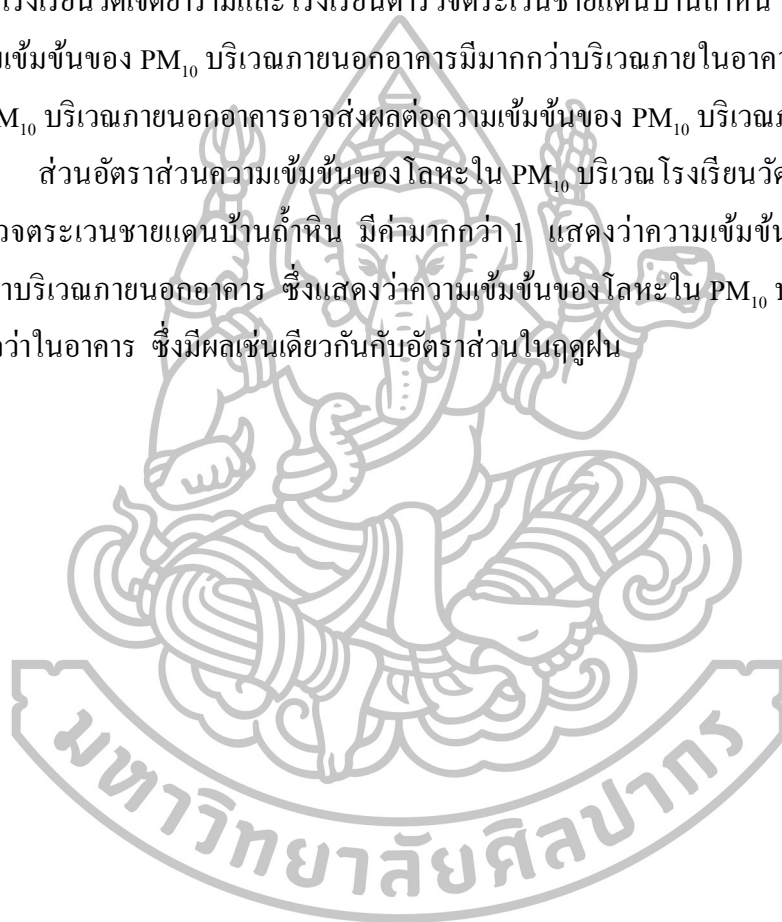 โรงเรียนวัดเขตยารามและโรงเรียนตำรวจตระเวนชายแดนบ้านถ้ำหิน
เข้มข้นของ PM10 บริเวณภายนอกอาคารมีมากกว่าบริเวณภายในอาคา
M10 บริเวณภายนอกอาคารอาจส่งผลต่อความเข้มข้นของ PM10 บริเวณภ
ส่วนอัตราส่วนความเข้มข้นของโลหะใน PM10 บริเวณโรงเรียนวัด
วจตระเวนชายแดนบ้านถ้ำหิน มีค่ามากกว่า 1 แสดงว่าความเข้มข้น
าบริเวณภายนอกอาคาร ซึ่งแสดงว่าความเข้มข้นของโลหะใน PM10
ว่าในอาคาร ซึ่งมีผลเช่นเดียวกันกับอัตราส่วนในฤดูฝน
มหาวิทยาลัยศิลปากร